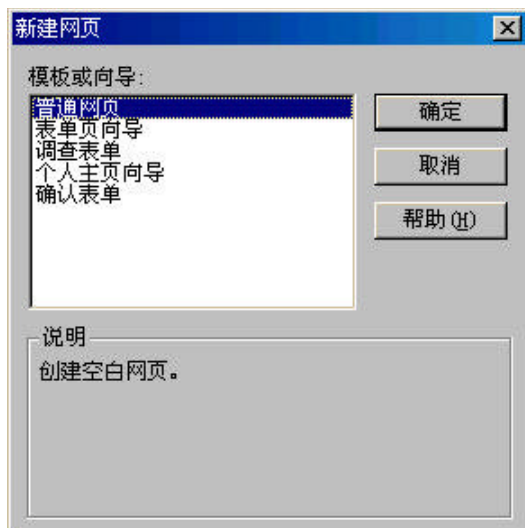 新建网页
模板或向导:
普通网页
表单页向导
调查表单
个人主页向导
确认表单
确定
取消
帮助(H)
说明
创建空白网页。